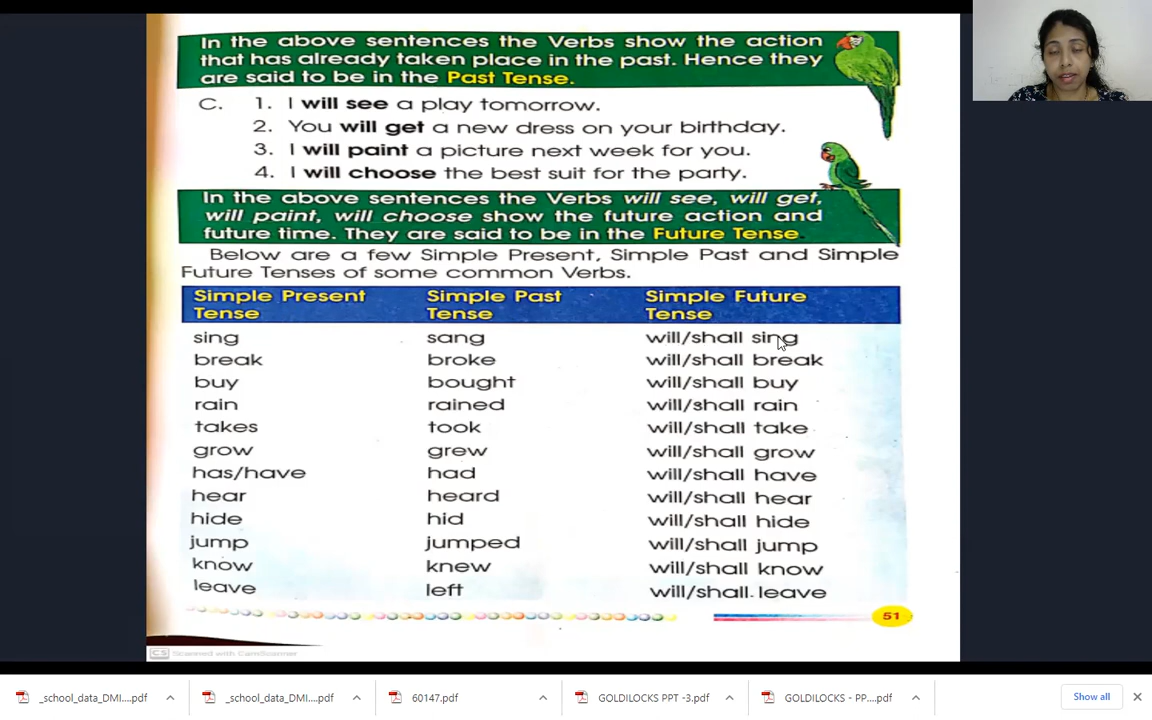 In the above sentences the Verbs show the action
that has already taken place in the past. Hence they
are said to be in the Past Tense.
C. 1. I will see a play tomorrow.
2. You will get a new dress on your birthday.
3. I will paint a picture next week for you.
4. I will choose the best suit for the party.
In the above sentences the Verbs will see, will get,
will paint, will choose show the future action and
future time. They are said to be in the Future Tense.
Below are a few Simple Present, Simple Past and Simple
Future Tenses of some common Verbs.
Simple Present Tense Simple Past Tense Simple Future Tense
sing sang will/shall sing
break broke will/shall break
buy bought will/shall buy
rain rained will/shall rain
takes took will/shall take
grow grew will/shall grow
has/have had will/shall have
hear heard will/shall hear
hide hid will/shall hide
jump jumped will/shall jump
know knew will/shall know
leave left will/shall leave
51
CS Scanned with CamScanner
_school_data_DMI....pdf _school_data_DMI....pdf 60147.pdf GOLDILOCKS PPT -3.pdf GOLDILOCKS - PP....pdf Show all